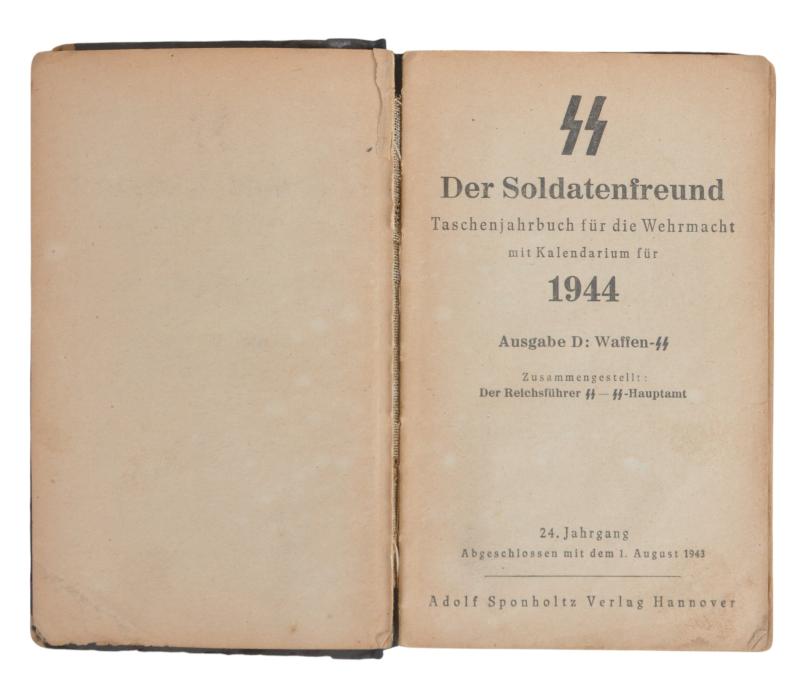 ᛋᛋ
Der Soldatenfreund
Taschenjahrbuch für die Wehrmacht
mit Kalendarium für
1944
Ausgabe D: Waffen-ᛋᛋ
Zusammengestellt:
Der Reichsführer ᛋᛋ — ᛋᛋ-Hauptamt
24. Jahrgang
Abgeschlossen mit dem 1. August 1943
Adolf Sponholtz Verlag Hannover